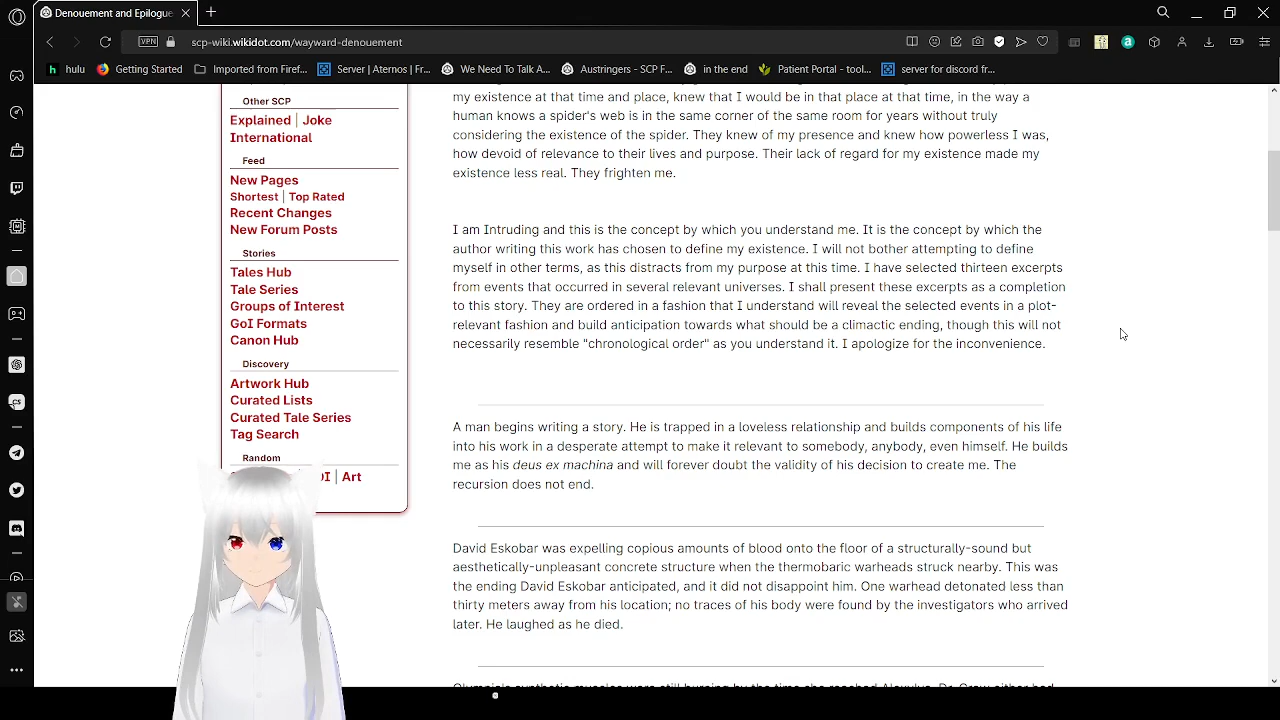 Denouement and Epilogue
VPN
scp-wiki.wikidot.com/wayward-denouement
hulu
Getting Started
Imported from Firef...
Server | Aternos | Fr...
We Need To Talk A...
Austringers - SCP F...
in the end
Patient Portal - tool...
server for discord fr...
Other SCP
Explained | Joke
International
Feed
New Pages
Shortest | Top Rated
Recent Changes
New Forum Posts
Stories
Tales Hub
Tale Series
Groups of Interest
GoI Formats
Canon Hub
Discovery
Artwork Hub
Curated Lists
Curated Tale Series
Tag Search
Random
| Art
my existence at that time and place, knew that I would be in that place at that time, in the way a
human knows a spider's web is in the same corner of the same room for years without truly
considering the existence of the spider. They knew of my presence and knew how powerless I was,
how devoid of relevance to their lives and purpose. Their lack of regard for my existence made my
existence less real. They frighten me.
I am Intruding and this is the concept by which you understand me. It is the concept by which the
author writing this work has chosen to define my existence. I will not bother attempting to define
myself in other terms, as this distracts from my purpose at this time. I have selected thirteen excerpts
from events that occurred in several relevant universes. I shall present these excerpts as a completion
to this story. They are ordered in a fashion that I understand will reveal the selected events in a plot-
relevant fashion and build anticipation towards what should be a climactic ending, though this will not
necessarily resemble "chronological order" as you understand it. I apologize for the inconvenience.
A man begins writing a story. He is trapped in a loveless relationship and builds components of his life
into his work in a desperate attempt to make it relevant to somebody, anybody, even himself. He builds
me as his deus ex machina and will forever doubt the validity of his decision to create me. The
recursion does not end.
David Eskobar was expelling copious amounts of blood onto the floor of a structurally-sound but
aesthetically-unpleasant concrete structure when the thermobaric warheads struck nearby. This was
the ending David Eskobar anticipated, and it did not disappoint him. One warhead detonated less than
thirty meters away from his location; no traces of his body were found by the investigators who arrived
later. He laughed as he died.